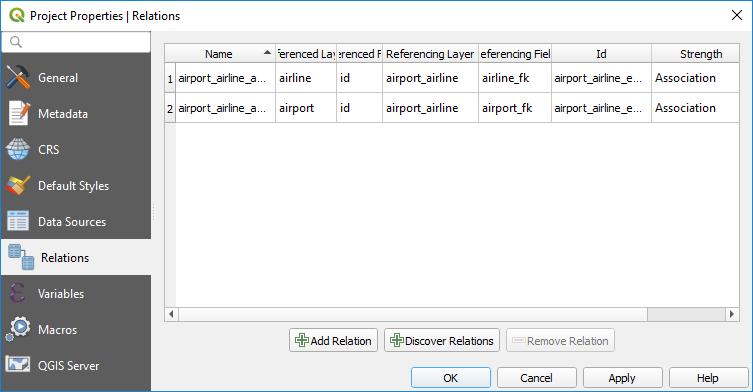 Project Properties | Relations
General
Metadata
CRS
Default Styles
Data Sources
Relations
Variables
Macros
QGIS Server
Name ferenced Lay erenced F Referencing Layer eferencing Fiel Id Strength
1 airport_airline_a... airline id airport_airline airline_fk airport_airline_e... Association
2 airport_airline_a... airport id airport_airline airport_fk airport_airline_e... Association
Add Relation Discover Relations Remove Relation
OK Cancel Apply Help